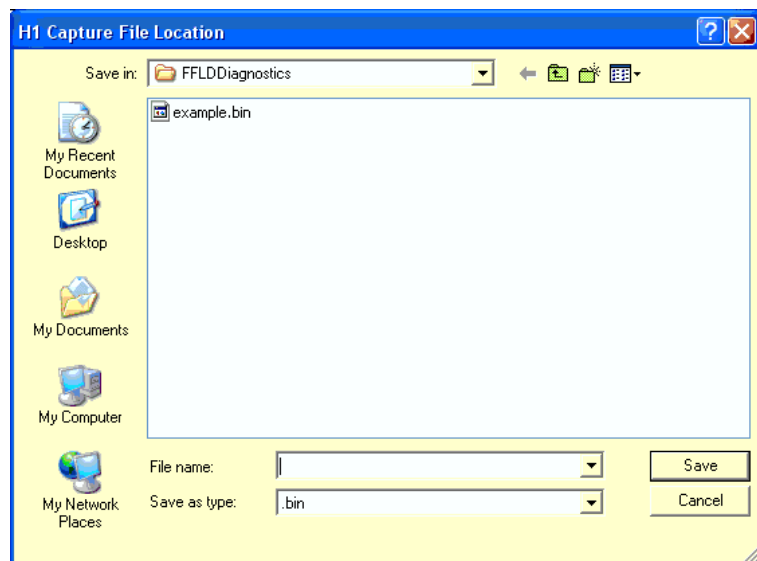 H1 Capture File Location
Save in: FFLDDiagnostics
example.bin
My Recent
Documents
Desktop
My Documents
My Computer
My Network
Places
File name:
Save
Save as type: .bin
Cancel